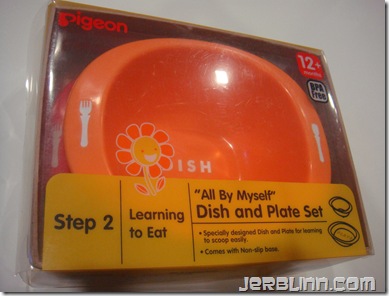 Pigeon
12+
months
BPA
Free
ISH
Step 2
Learning
to Eat
"All By Myself"
Dish and Plate Set
• Specially designed Dish and Plate for learning
to scoop easily.
• Comes with Non-slip base.
JERBLINN.COM